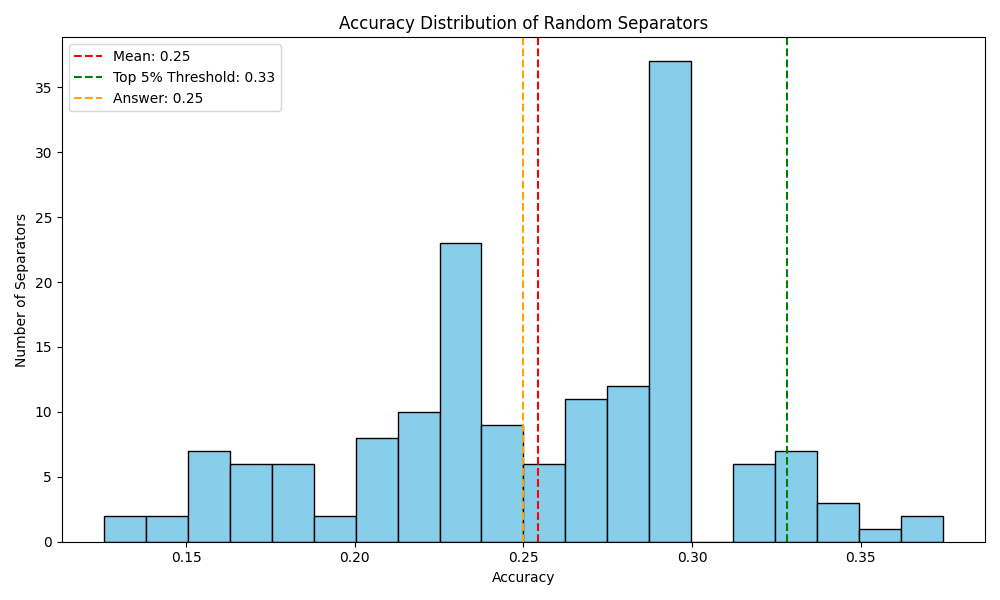 Accuracy Distribution of Random Separators
Mean: 0.25
Top 5% Threshold: 0.33
Answer: 0.25
Number of Separators
35
30
25
20
15
10
5
0
0.15 0.20 0.25 0.30 0.35
Accuracy